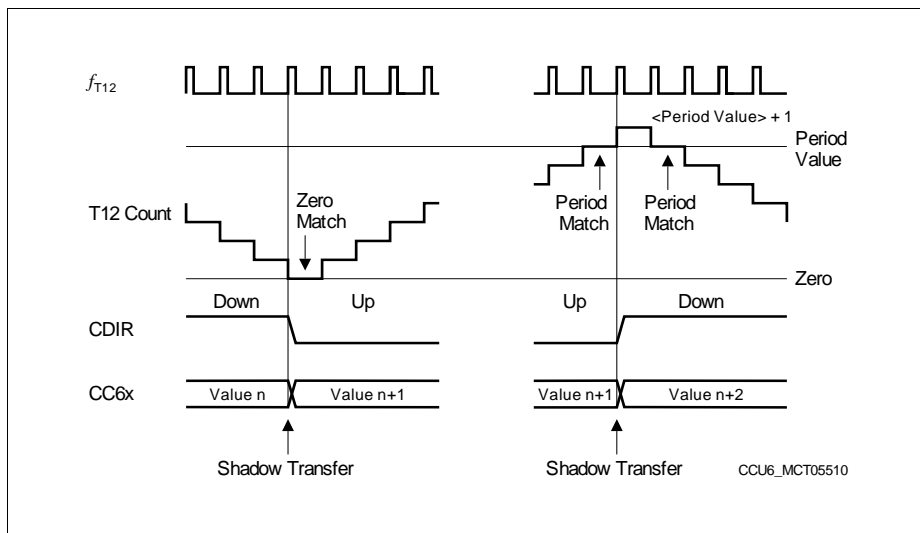 fT12
<Period Value> + 1
Period
Value
Zero
Match
Period
Match
Period
Match
T12 Count
Zero
Down
Up
Up
Down
CDIR
CC6x
Value n
Value n+1
Value n+1
Value n+2
Shadow Transfer
Shadow Transfer
CCU6_MCT05510